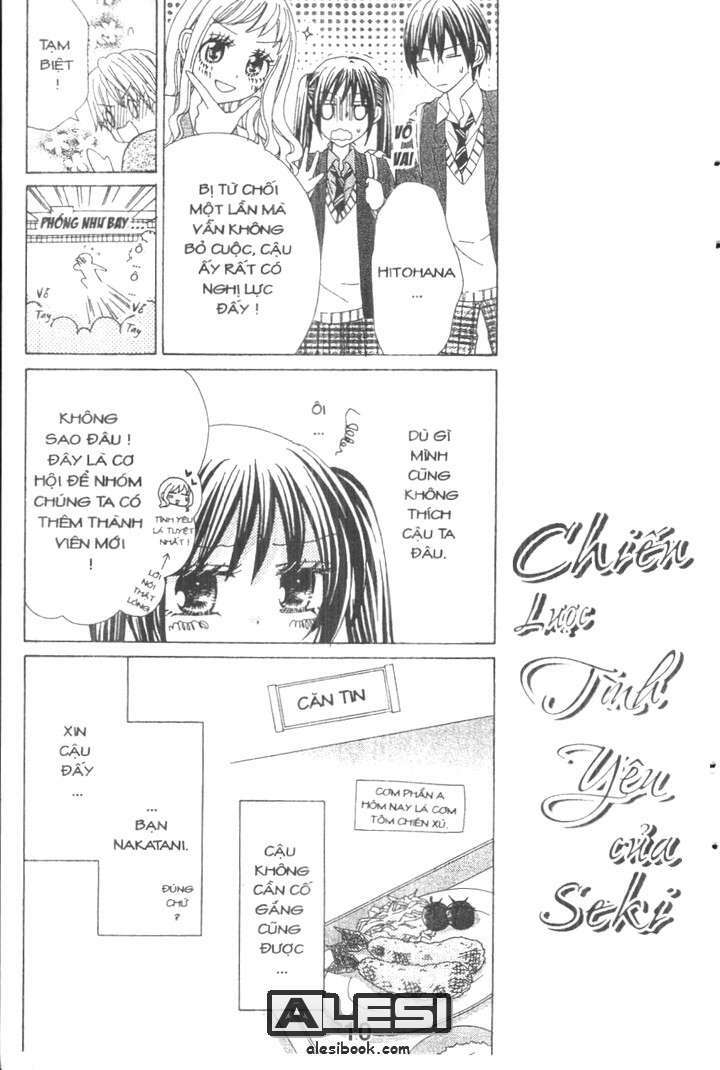 HITOHANA
...
VỖ
VAI
BỊ TỪ CHỐI
MỘT LẦN MÀ
VẪN KHÔNG
BỎ CUỘC, CẬU
ẤY RẤT CÓ
NGHỊ LỰC
ĐẤY !
TẠM
BIỆT
!
PHÓNG NHƯ BAY ...
Ồ
...
Ồ
...
Vỗ
Tay
Vỗ
Tay
DÙ GÌ
MÌNH
CŨNG
KHÔNG
THÍCH
CẬU TA
ĐÂU.
ÔI
...
KHÔNG
SAO ĐÂU !
ĐÂY LÀ CƠ
HỘI ĐỂ NHÓM
CHÚNG TA CÓ
THÊM THÀNH
VIÊN MỚI
!
TÌNH YÊU
LÀ TUYỆT
NHẤT !
LỜI
NÓI
THẬT
LÒNG
CĂN TIN
CƠM PHẦN A
HÔM NAY LÀ CƠM
TÔM CHIÊN XÙ.
CẬU
KHÔNG
CẦN CỐ
GẮNG
CŨNG
ĐƯỢC
...
XIN
CẬU
ĐẤY
...
...
BẠN
NAKATANI.
ĐÚNG
CHỨ
?
Chiến
Lược
Tình
Yêu
của
Seki
10
ALESI
alesibook.com